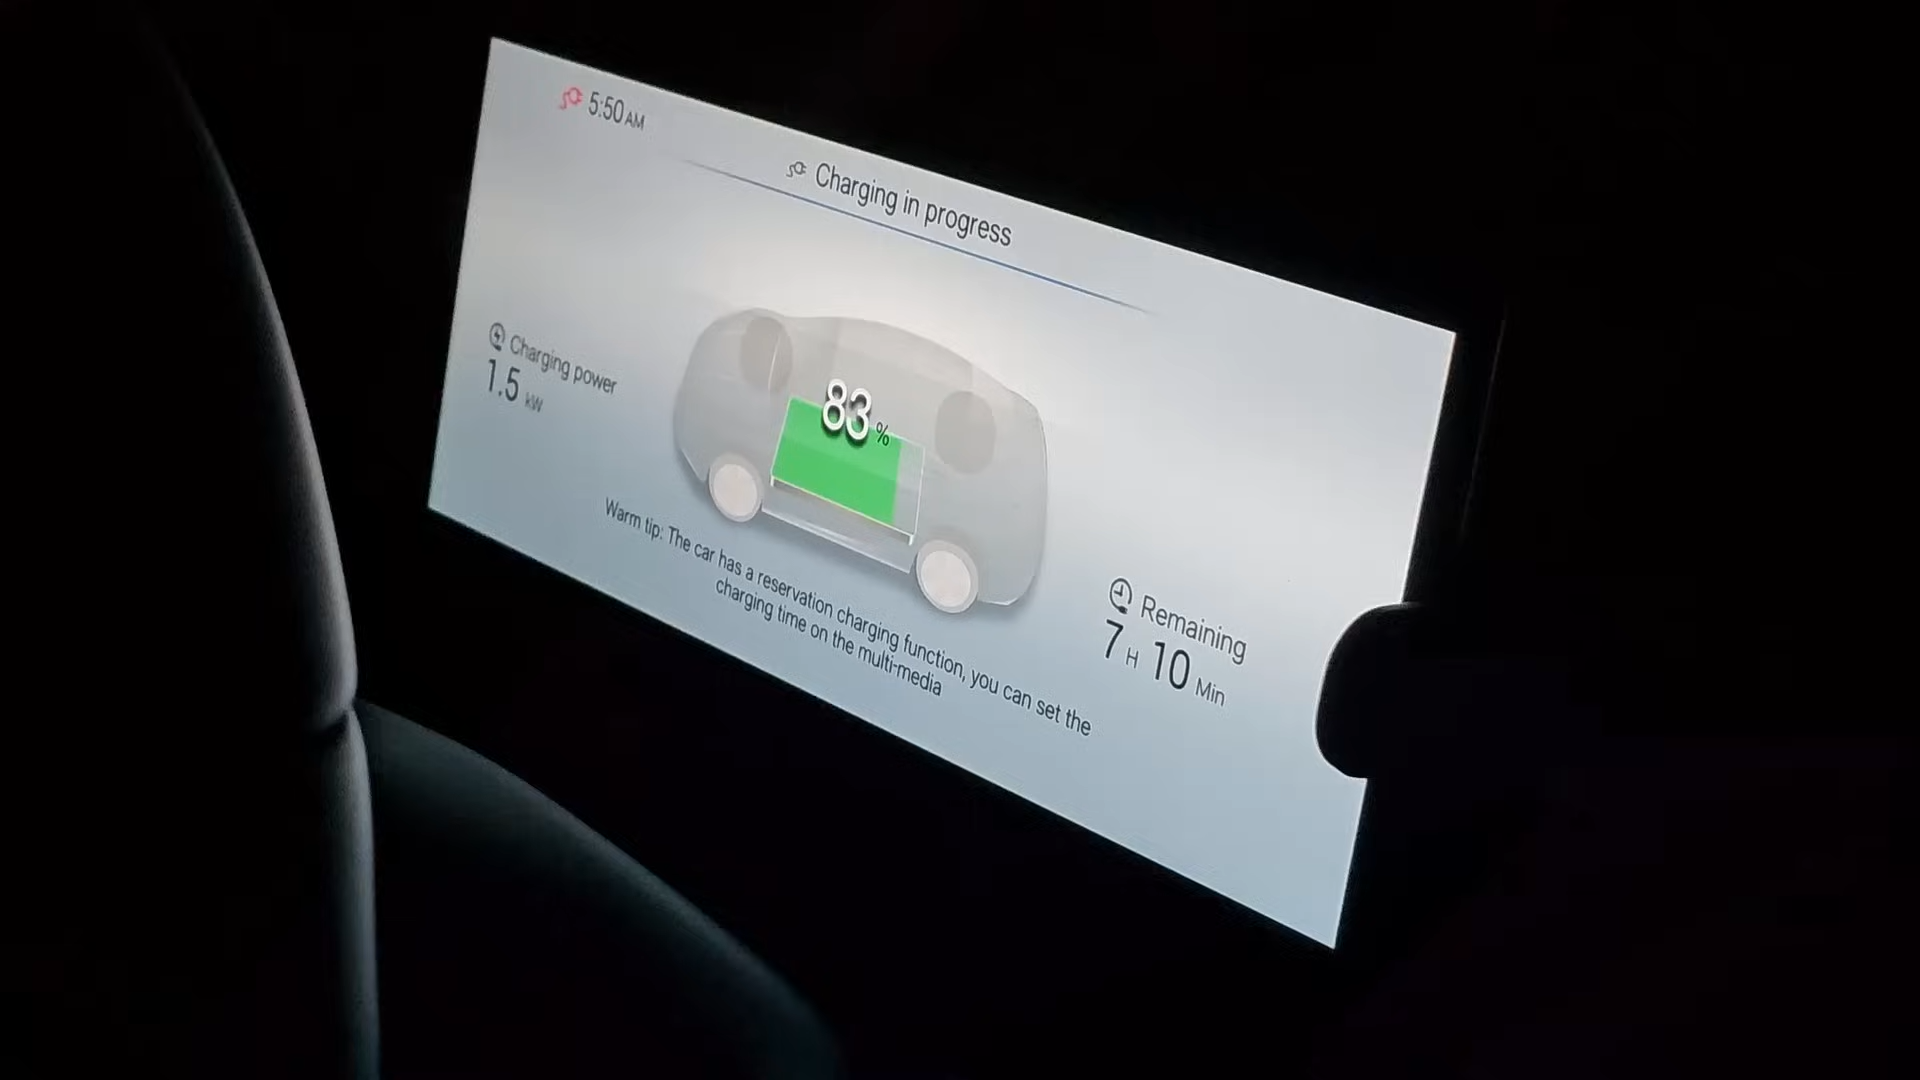 5:50 AM
Charging in progress
Charging power
1.5 kW
83 %
Warm tip: The car has a reservation charging function, you can set the
charging time on the multi-media
Remaining
7 H 10 Min